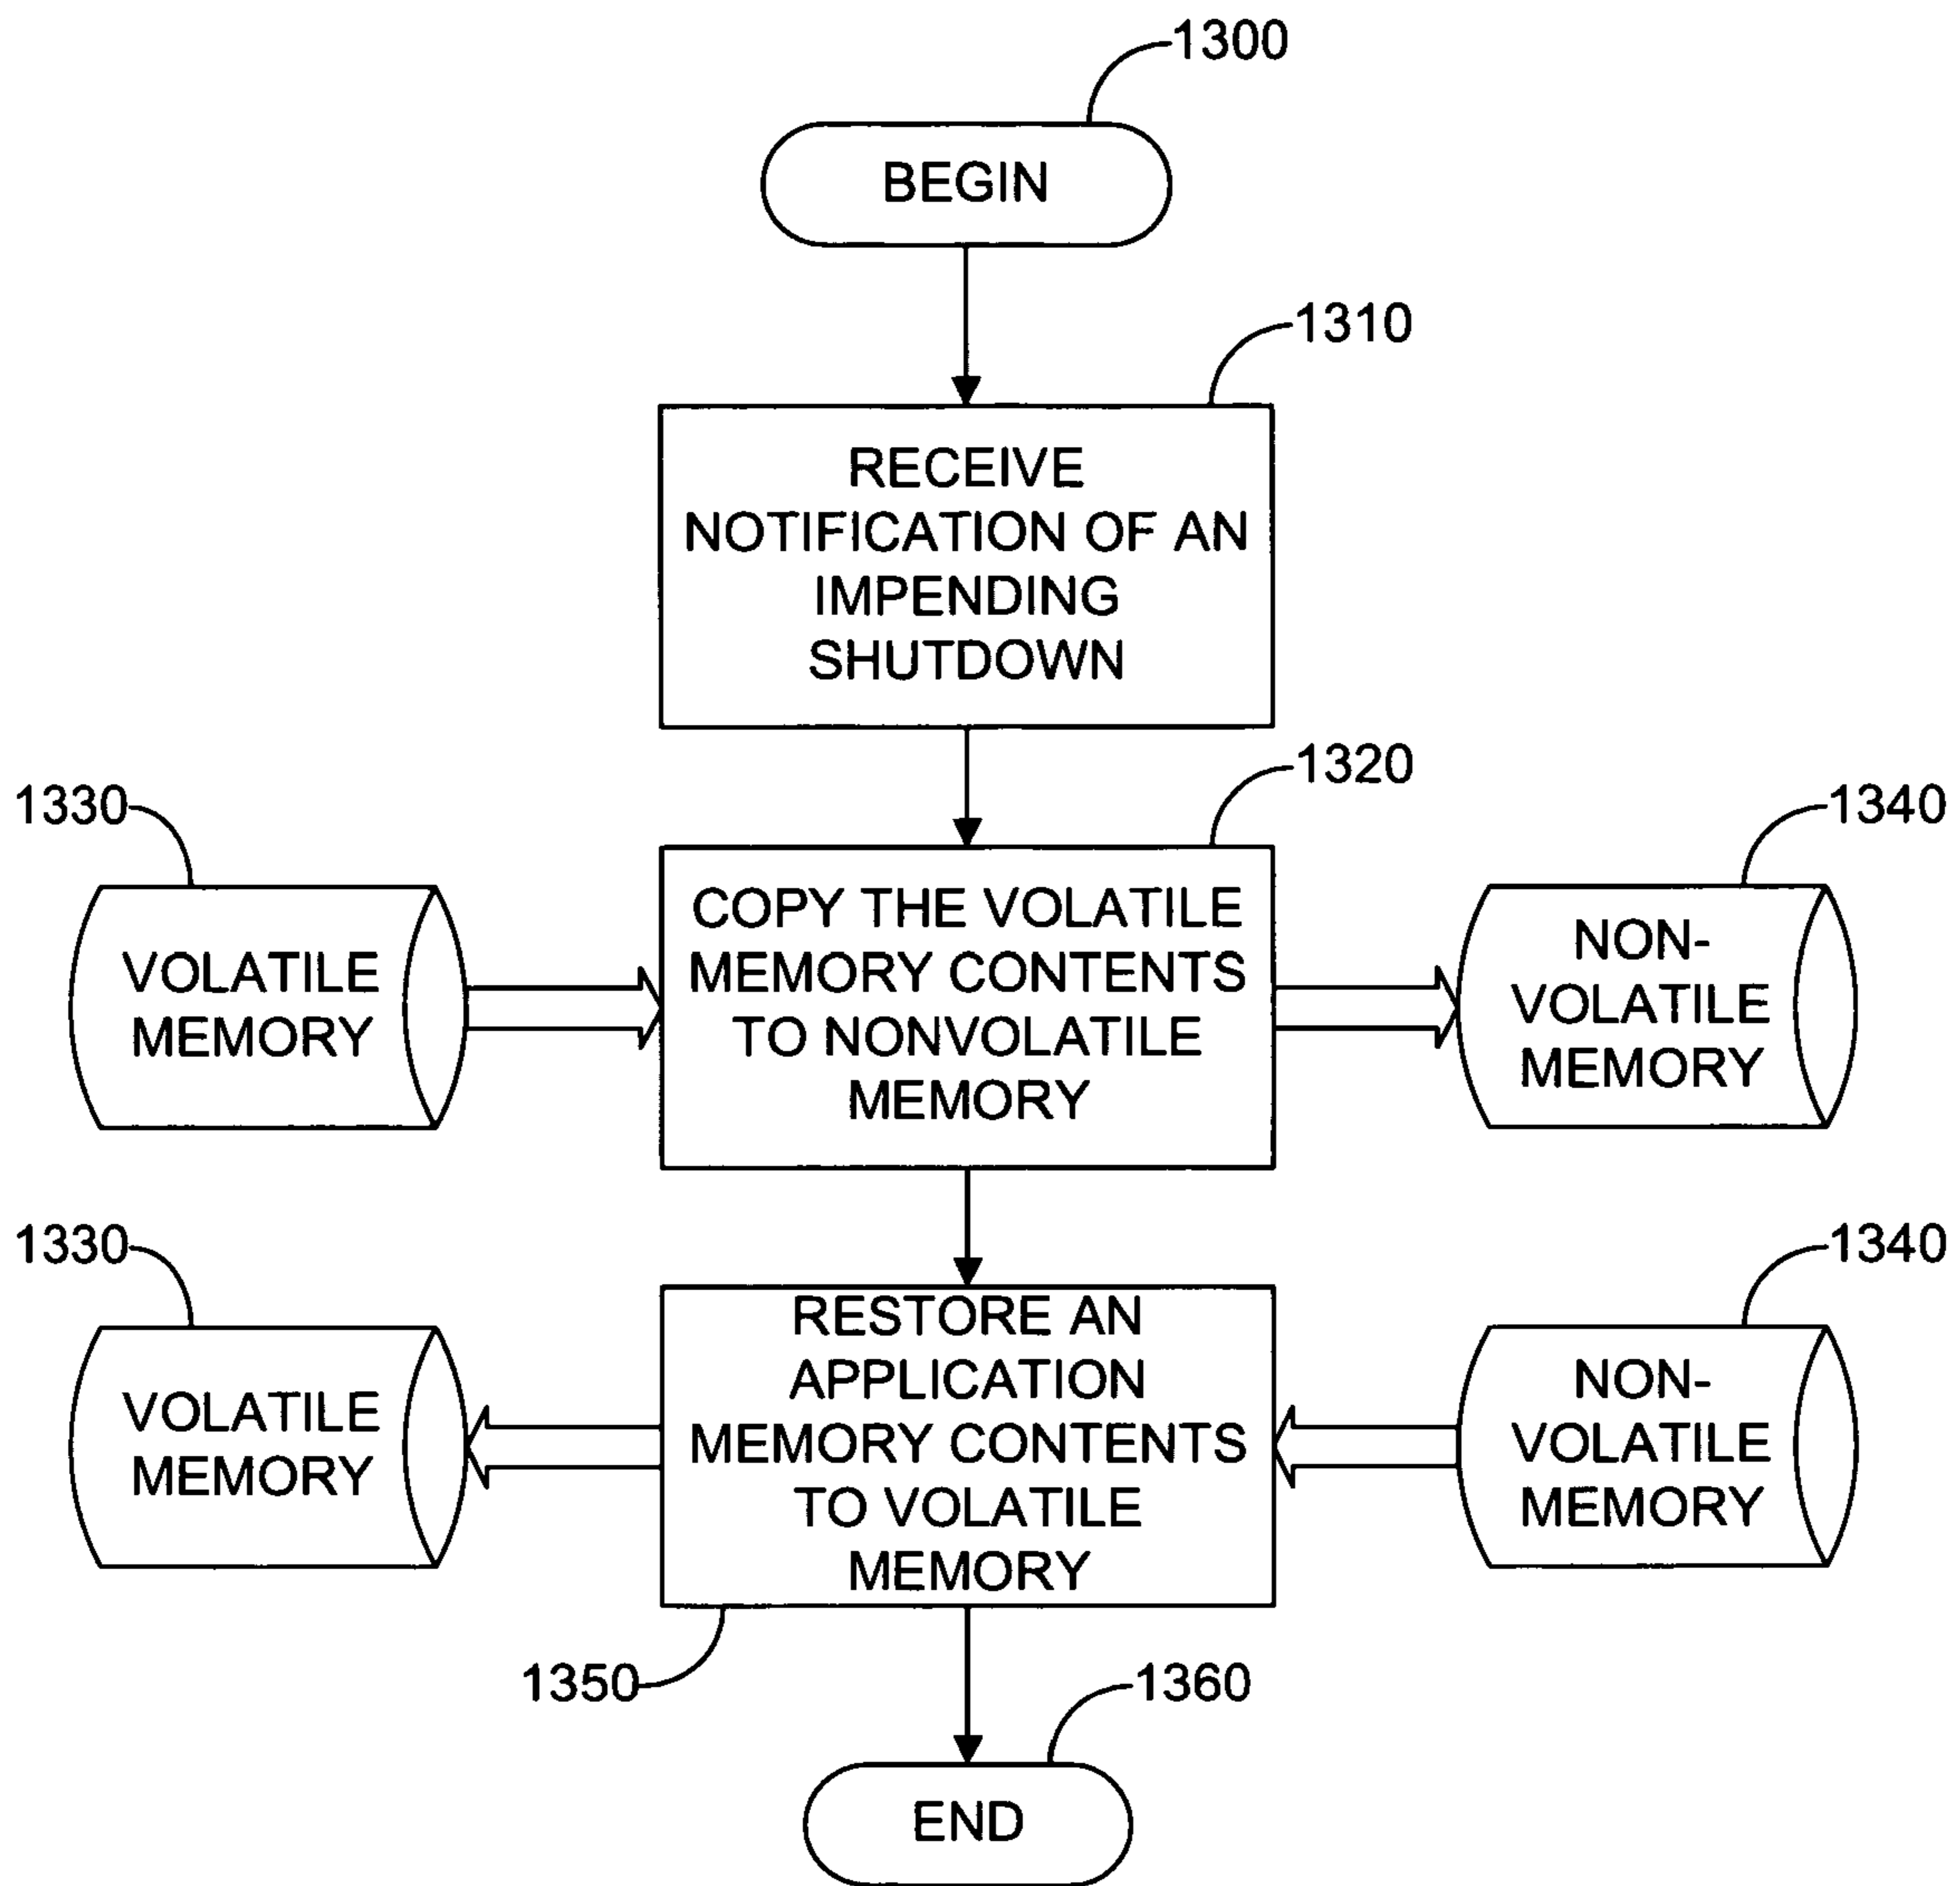 1300
BEGIN
1310
RECEIVE
NOTIFICATION OF AN
IMPENDING
SHUTDOWN
1320
1330
1340
VOLATILE
MEMORY
COPY THE VOLATILE
MEMORY CONTENTS
TO NONVOLATILE
MEMORY
NON-
VOLATILE
MEMORY
1330
1340
VOLATILE
MEMORY
RESTORE AN
APPLICATION
MEMORY CONTENTS
TO VOLATILE
MEMORY
NON-
VOLATILE
MEMORY
1350
1360
END